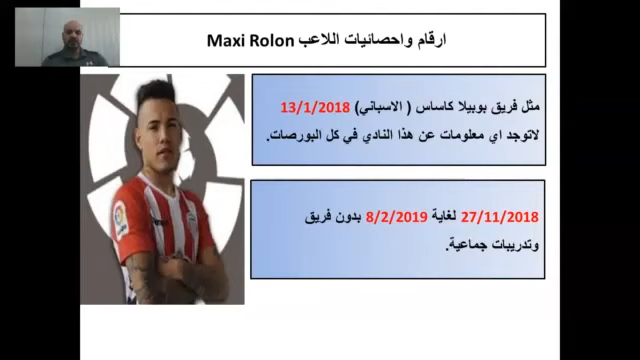 ارقام واحصائيات اللاعب Maxi Rolon
مثل فريق بوبيلا كاساس ( الاسباني) 13/1/2018
لاتوجد اي معلومات عن هذا النادي في كل البورصات.
27/11/2018 لغاية 8/2/2019 بدون فريق
وتدريبات جماعية.